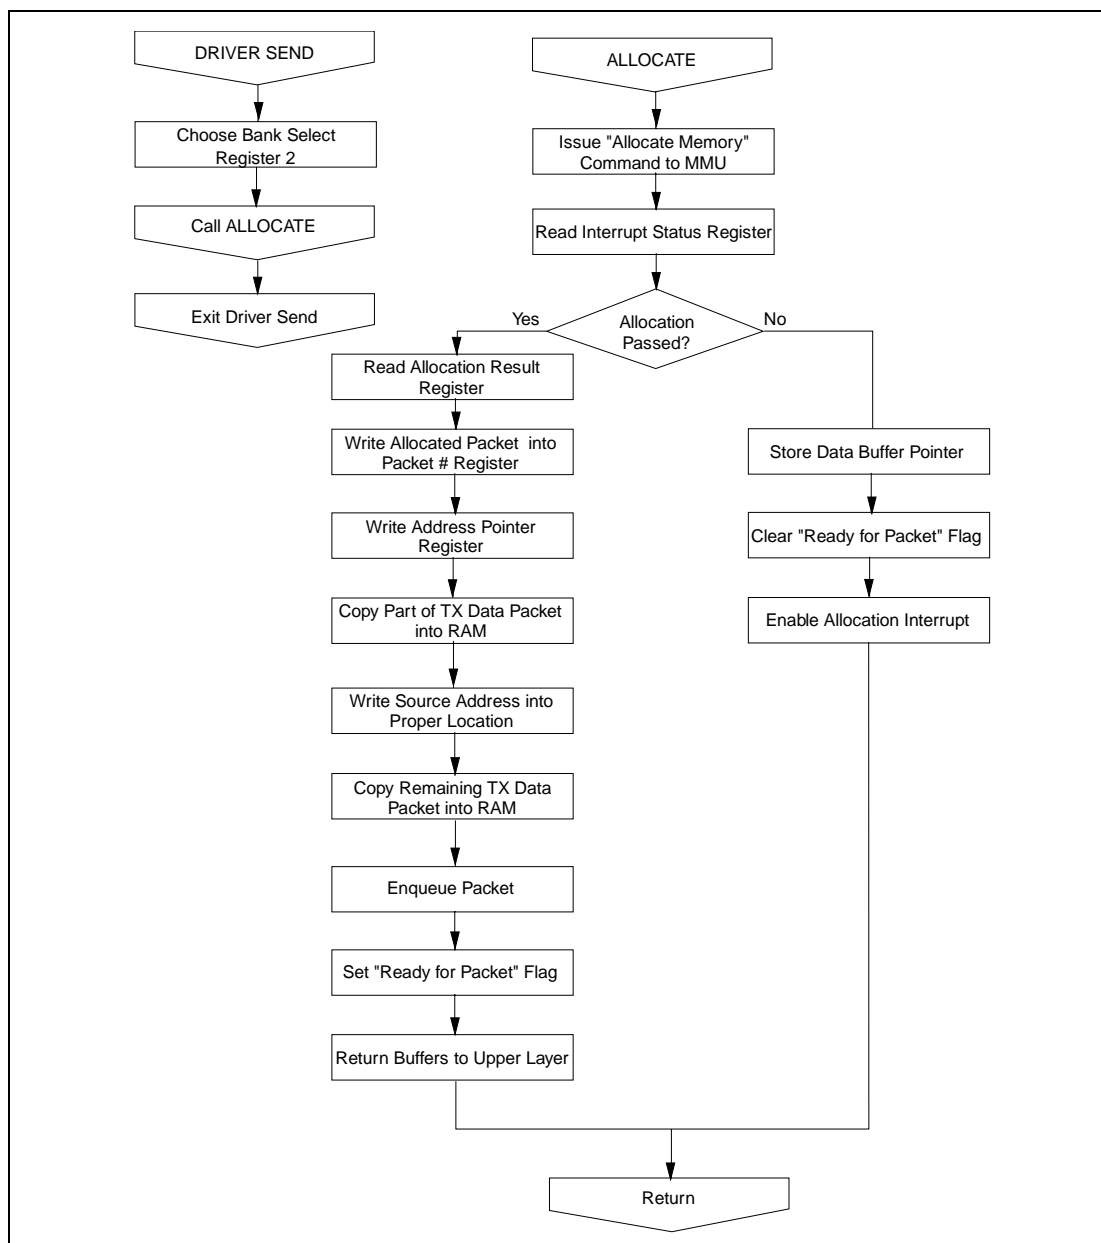 DRIVER SEND
Choose Bank Select
Register 2
Call ALLOCATE
Exit Driver Send
ALLOCATE
Issue "Allocate Memory"
Command to MMU
Read Interrupt Status Register
Allocation
Passed?
Yes
No
Read Allocation Result
Register
Write Allocated Packet into
Packet # Register
Write Address Pointer
Register
Copy Part of TX Data Packet
into RAM
Write Source Address into
Proper Location
Copy Remaining TX Data
Packet into RAM
Enqueue Packet
Set "Ready for Packet" Flag
Return Buffers to Upper Layer
Store Data Buffer Pointer
Clear "Ready for Packet" Flag
Enable Allocation Interrupt
Return